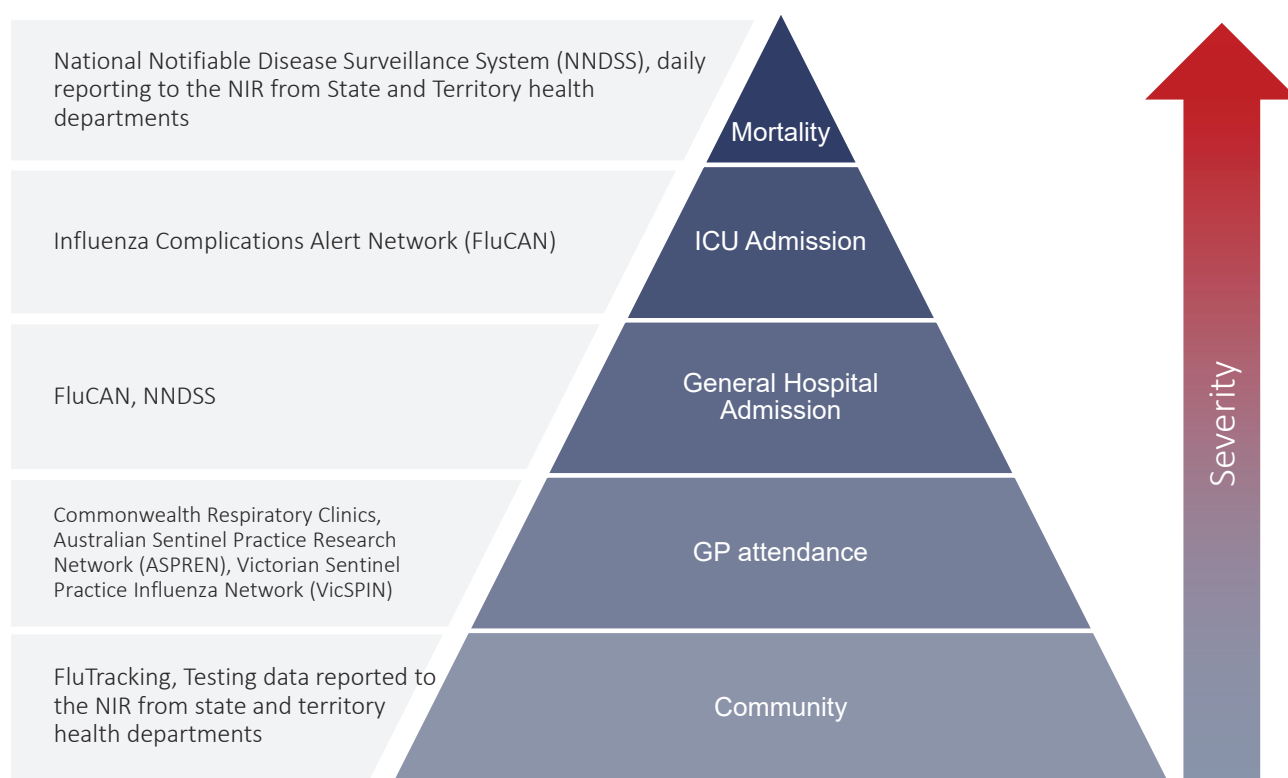 National Notifiable Disease Surveillance System (NNDSS), daily
reporting to the NIR from State and Territory health
departments
Mortality
Influenza Complications Alert Network (FluCAN)
ICU Admission
FluCAN, NNDSS
General Hospital
Admission
Commonwealth Respiratory Clinics,
Australian Sentinel Practice Research
Network (ASPREN), Victorian Sentinel
Practice Influenza Network (VicSPIN)
GP attendance
FluTracking, Testing data reported to
the NIR from state and territory
health departments
Community
Severity